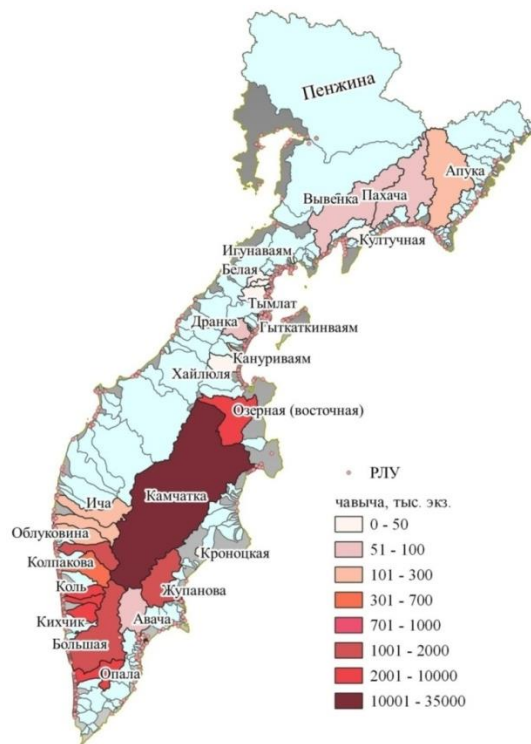 Пенжина
Апука
Вывенка
Пахача
Култучная
Игунаваям
Белая
Тымлат
Дранка
Гыткаткинваям
Кануриваям
Хайлюля
Озерная (восточная)
Ича
Камчатка
Облуковина
Колпакова
Кроноцкая
Коль
Жупанова
Кихчик
Авача
Большая
Опала
РЛУ
чавыча, тыс. экз.
0 - 50
51 - 100
101 - 300
301 - 700
701 - 1000
1001 - 2000
2001 - 10000
10001 - 35000